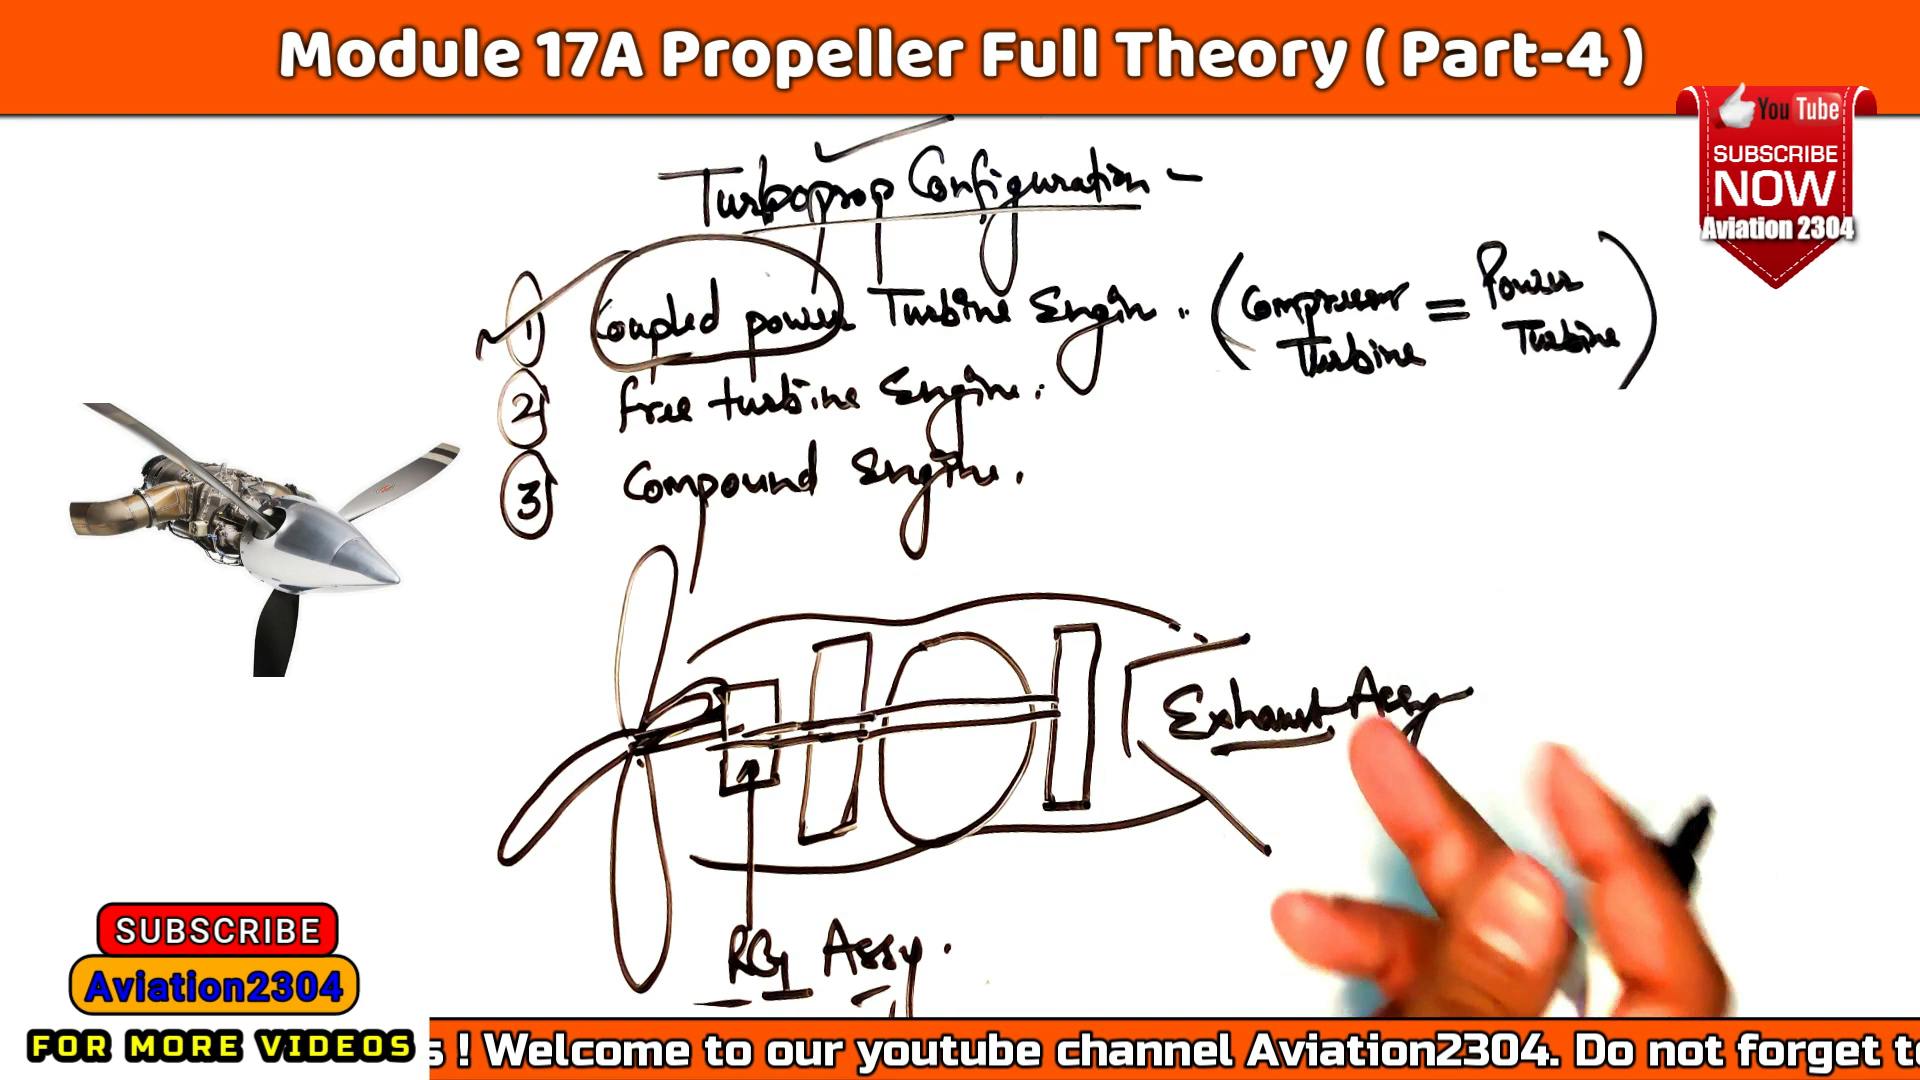 Module 17A Propeller Full Theory ( Part-4 )
You Tube
SUBSCRIBE
NOW
Aviation 2304
Turboprop Configuration -
1 Coupled power Turbine Engin. ( Compressor Turbine = Power Turbine )
2 free turbine Engine.
3 Compound Engine.
Exhaust Assy
RG Assy.
SUBSCRIBE
Aviation2304
FOR MORE VIDEOS
s ! Welcome to our youtube channel Aviation2304. Do not forget t